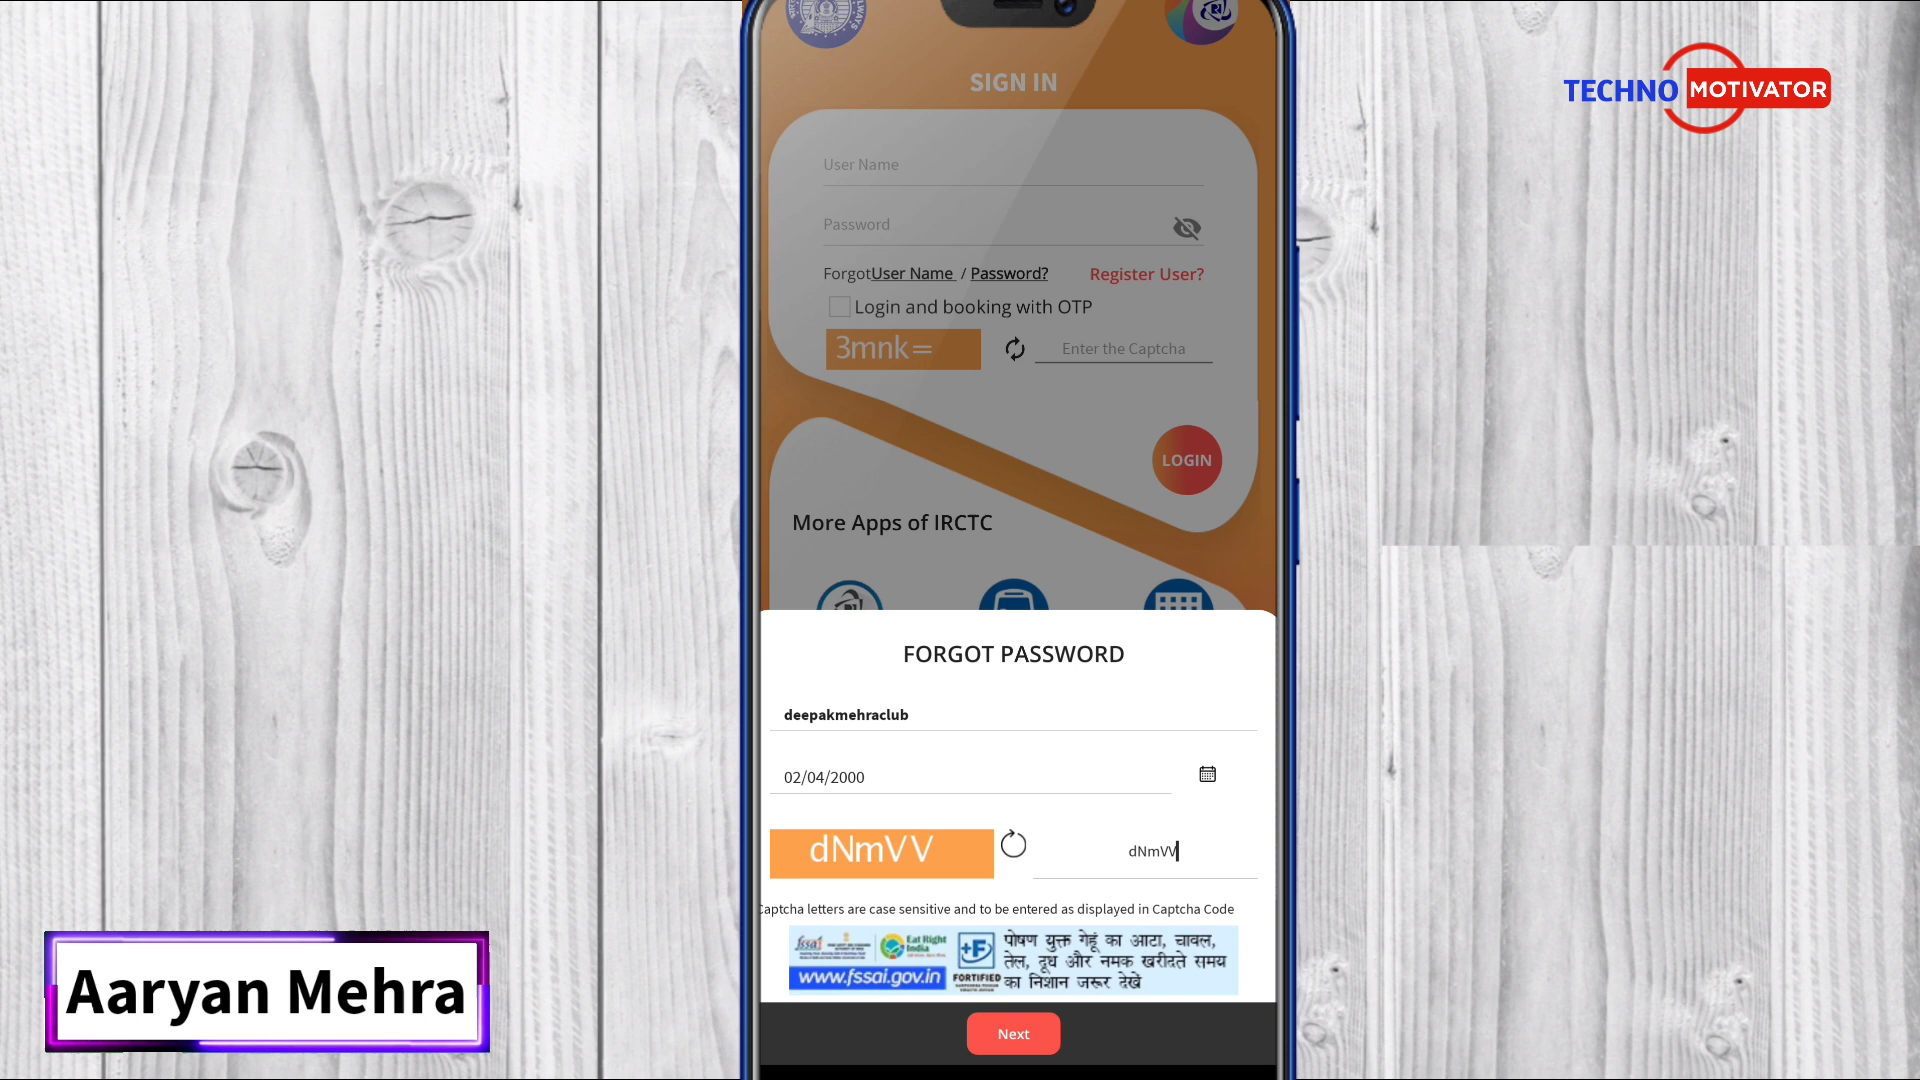 SIGN IN
TECHNO MOTIVATOR
User Name
Password
ForgotUser Name / Password?
Register User?
Login and booking with OTP
3mnk=
Enter the Captcha
LOGIN
More Apps of IRCTC
FORGOT PASSWORD
deepakmehraclub
02/04/2000
dNmVV
dNmVV
Captcha letters are case sensitive and to be entered as displayed in Captcha Code
fssai
Eat Right
India
www.fssai.gov.in
+F
FORTIFIED
पोषण युक्त गेहूं का आटा, चावल,
तेल, दूध और नमक खरीदते समय
का निशान जरूर देखें
Next
Aaryan Mehra